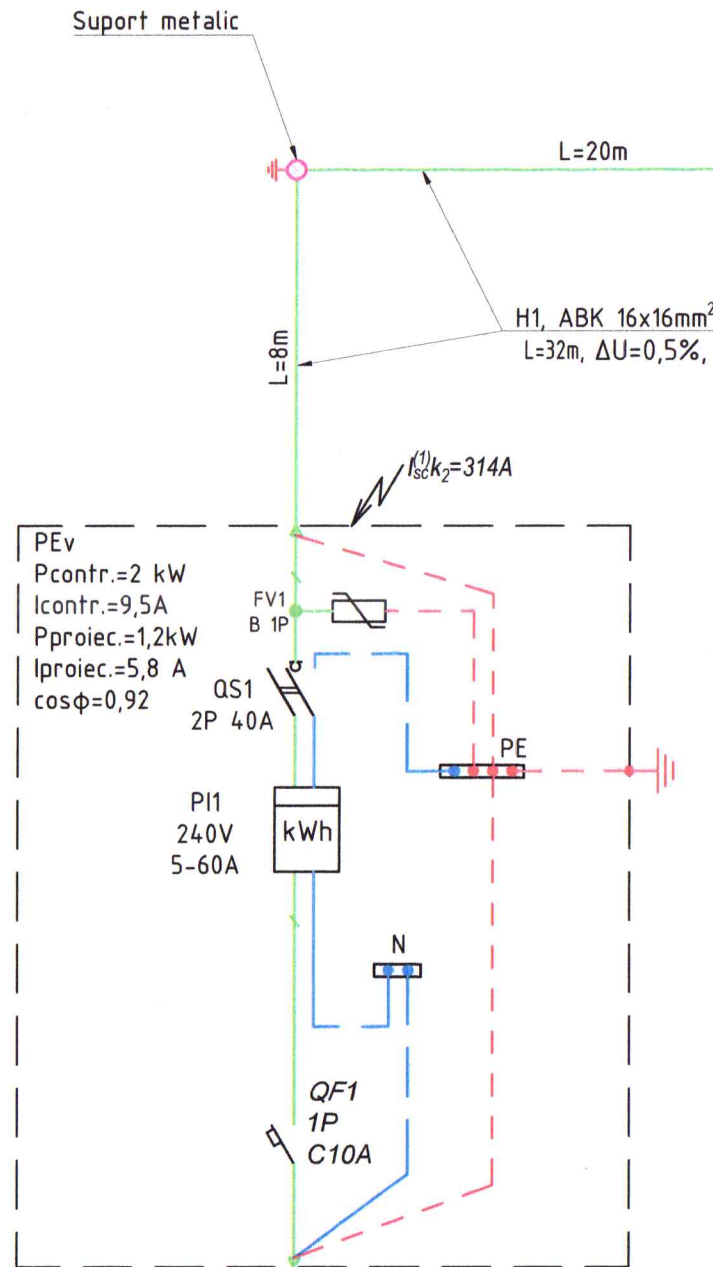 Suport metalic
L=20m
H1, ABK 16x16mm²
L=32m, ΔU=0,5%,
L=8m
I⁽¹⁾sc k₂=314A
PEv
Pcontr.=2 kW
Icontr.=9,5A
Pproiec.=1,2kW
Iproiec.=5,8 A
cosφ=0,92
FV1
B 1P
QS1
2P 40A
PE
PI1
240V
5-60A
kWh
N
QF1
1P
C10A